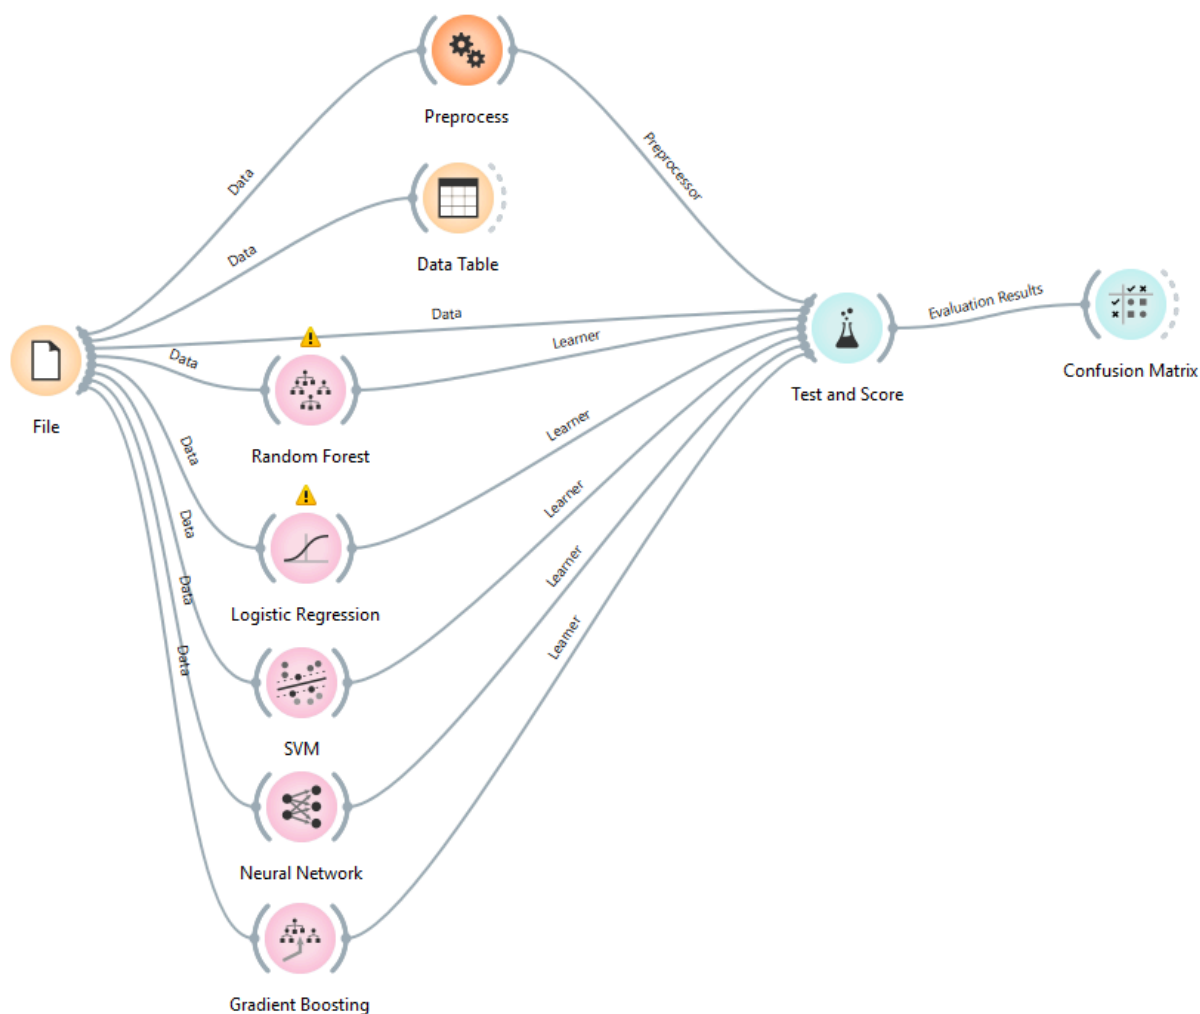 Preprocess
Data
Preprocessor
Data
Data Table
Data
Evaluation Results
Confusion Matrix
Data
Learner
Test and Score
File
Random Forest
Data
Learner
Logistic Regression
Data
Learner
SVM
Data
Learner
Neural Network
Data
Learner
Gradient Boosting